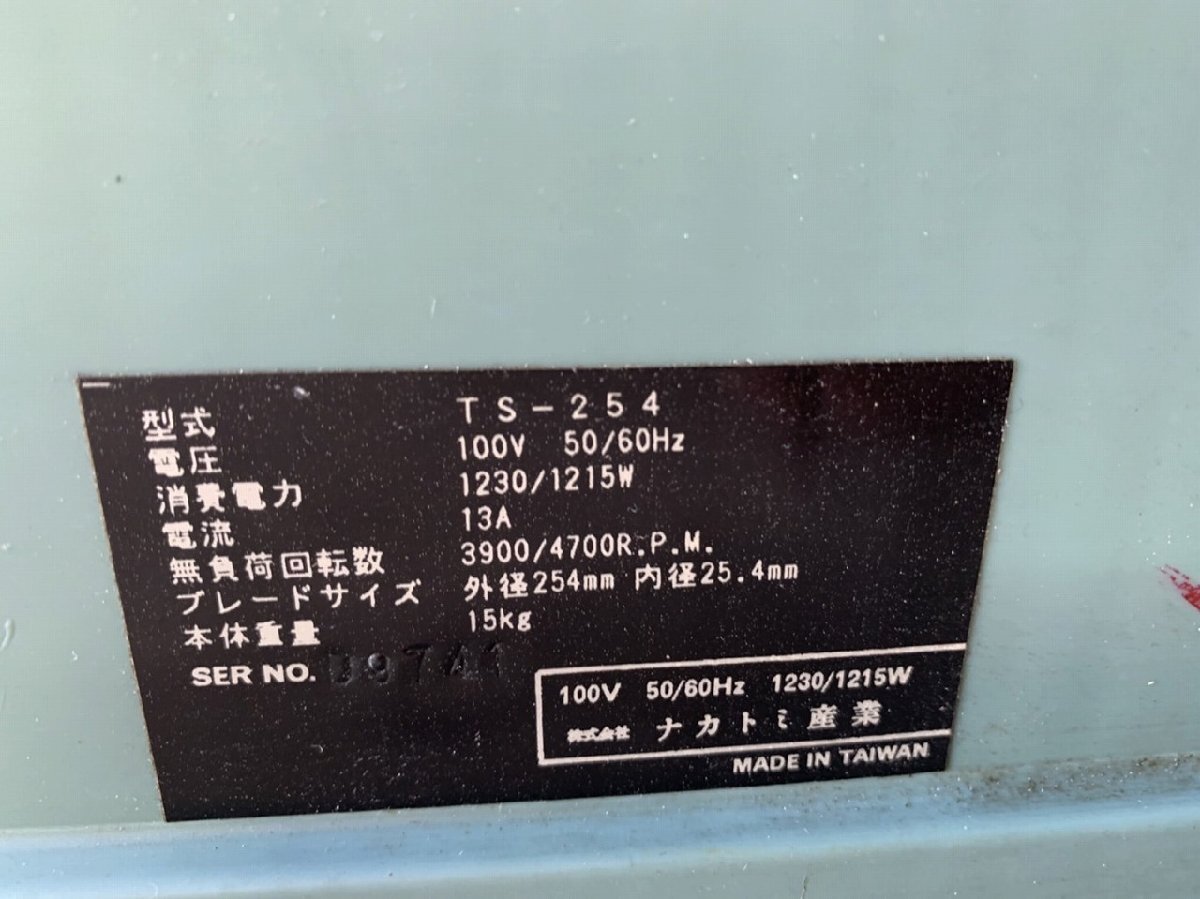 型式 TS-254
電圧 100V 50/60Hz
消費電力 1230/1215W
電流 13A
無負荷回転数 3900/4700R.P.M.
ブレードサイズ 外径254mm 内径25.4mm
本体重量 15kg
SER NO.
100V 50/60Hz 1230/1215W
株式会社 ナカトミ産業
MADE IN TAIWAN